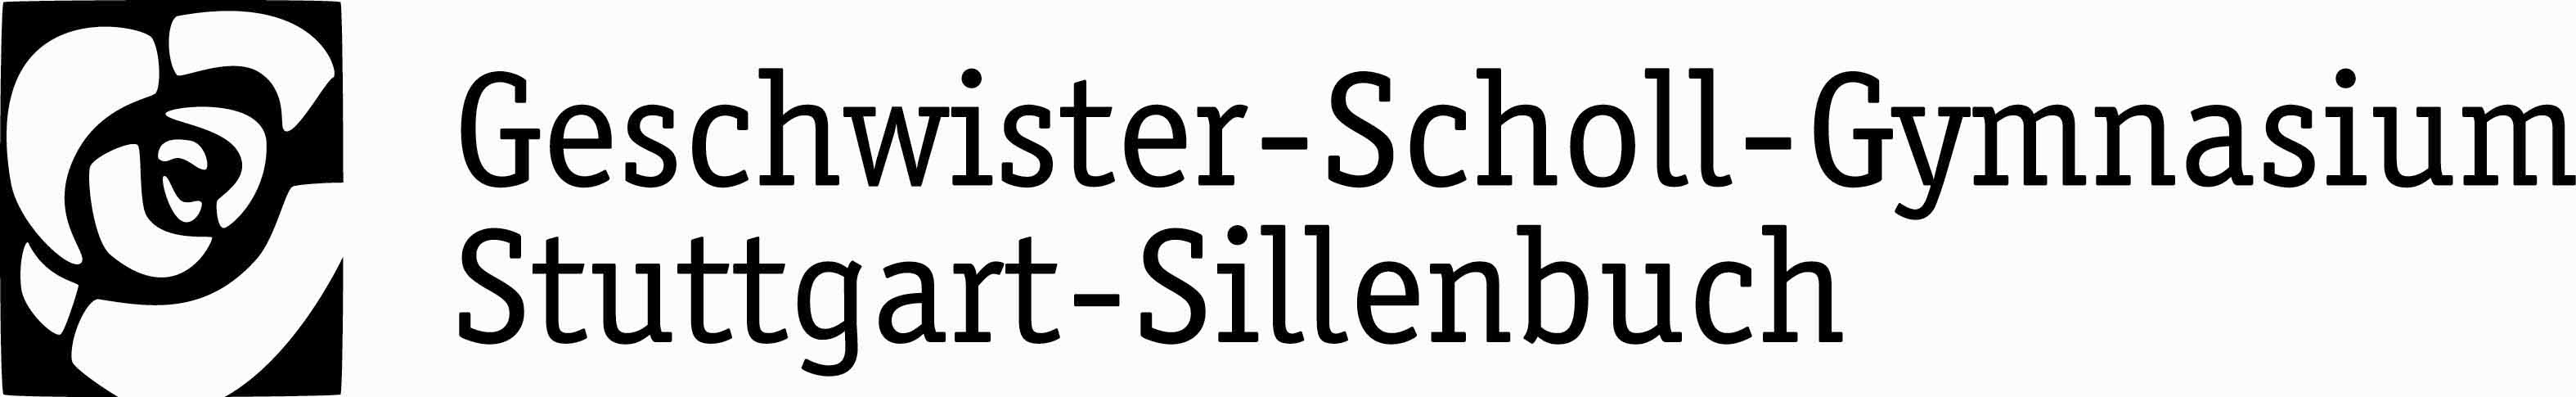 Geschwister-Scholl-Gymnasium
Stuttgart-Sillenbuch